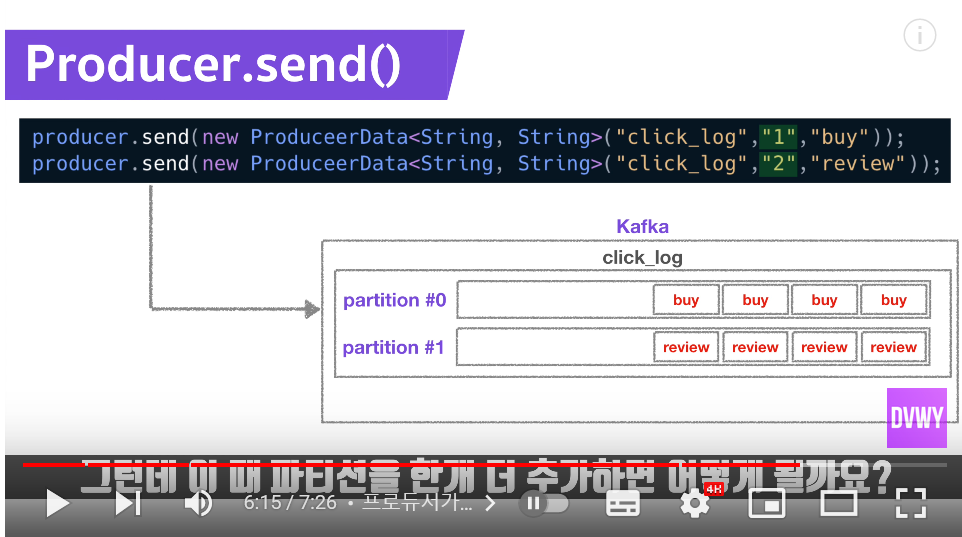 Producer.send()
producer.send(new ProduceerData<String, String>("click_log","1","buy"));
producer.send(new ProduceerData<String, String>("click_log","2","review"));
Kafka
click_log
partition #0 buy buy buy buy
partition #1 review review review review
DVWY
그런데 이 때 파티션을 한개 더 추가하면 어떻게 될까요?
6:15 / 7:26 • 프로듀서가...
4K